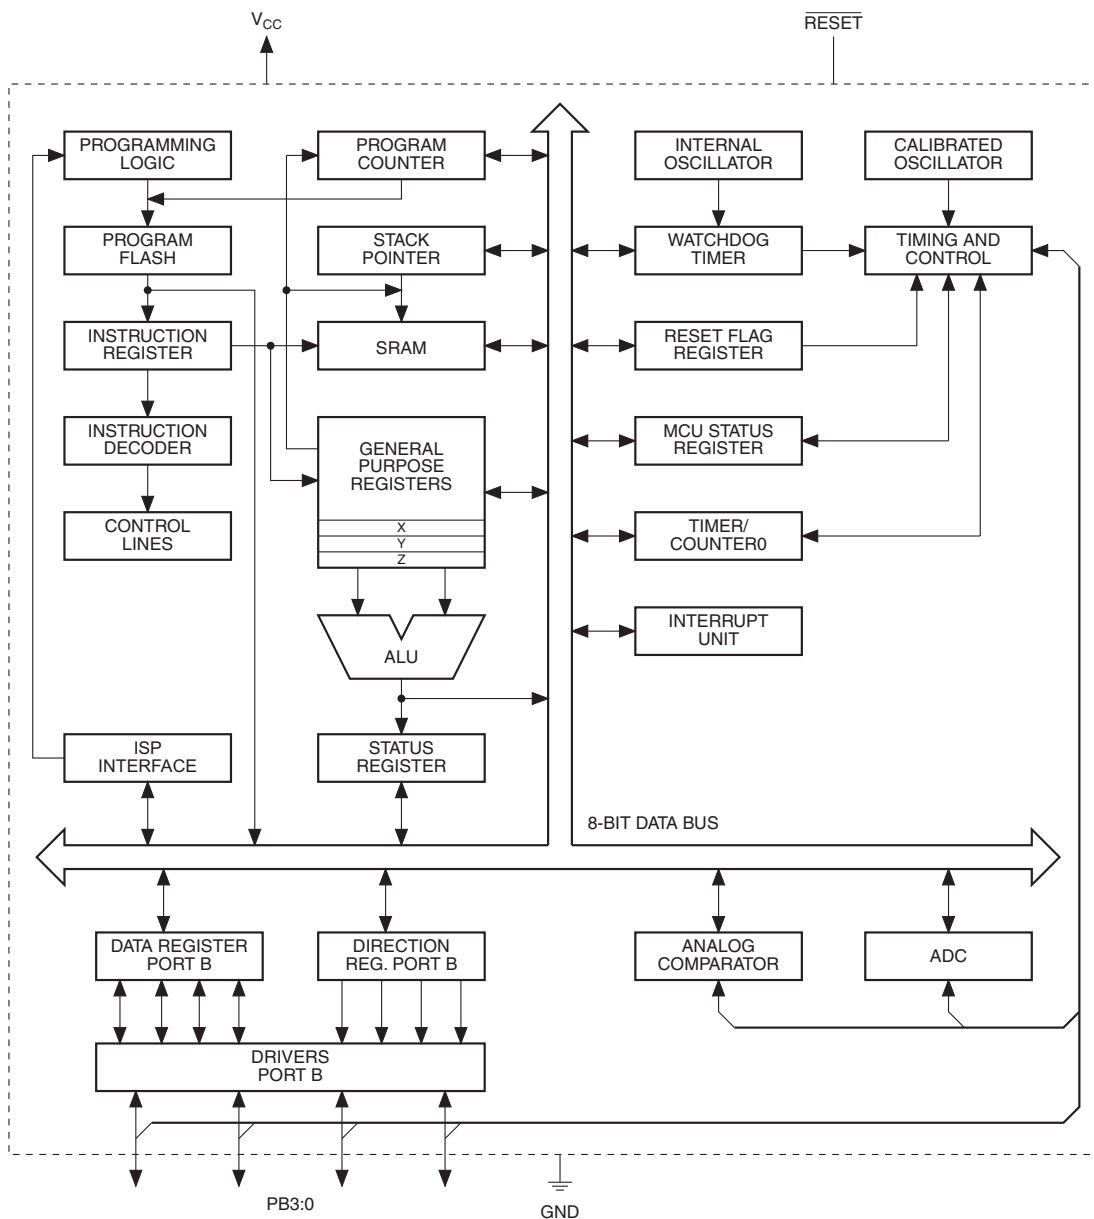 VCC
RESET
PROGRAMMING
LOGIC
PROGRAM
COUNTER
INTERNAL
OSCILLATOR
CALIBRATED
OSCILLATOR
PROGRAM
FLASH
STACK
POINTER
WATCHDOG
TIMER
TIMING AND
CONTROL
INSTRUCTION
REGISTER
SRAM
RESET FLAG
REGISTER
INSTRUCTION
DECODER
GENERAL
PURPOSE
REGISTERS
X
Y
Z
MCU STATUS
REGISTER
CONTROL
LINES
TIMER/
COUNTER0
ALU
INTERRUPT
UNIT
ISP
INTERFACE
STATUS
REGISTER
8-BIT DATA BUS
DATA REGISTER
PORT B
DIRECTION
REG. PORT B
ANALOG
COMPARATOR
ADC
DRIVERS
PORT B
PB3:0
GND